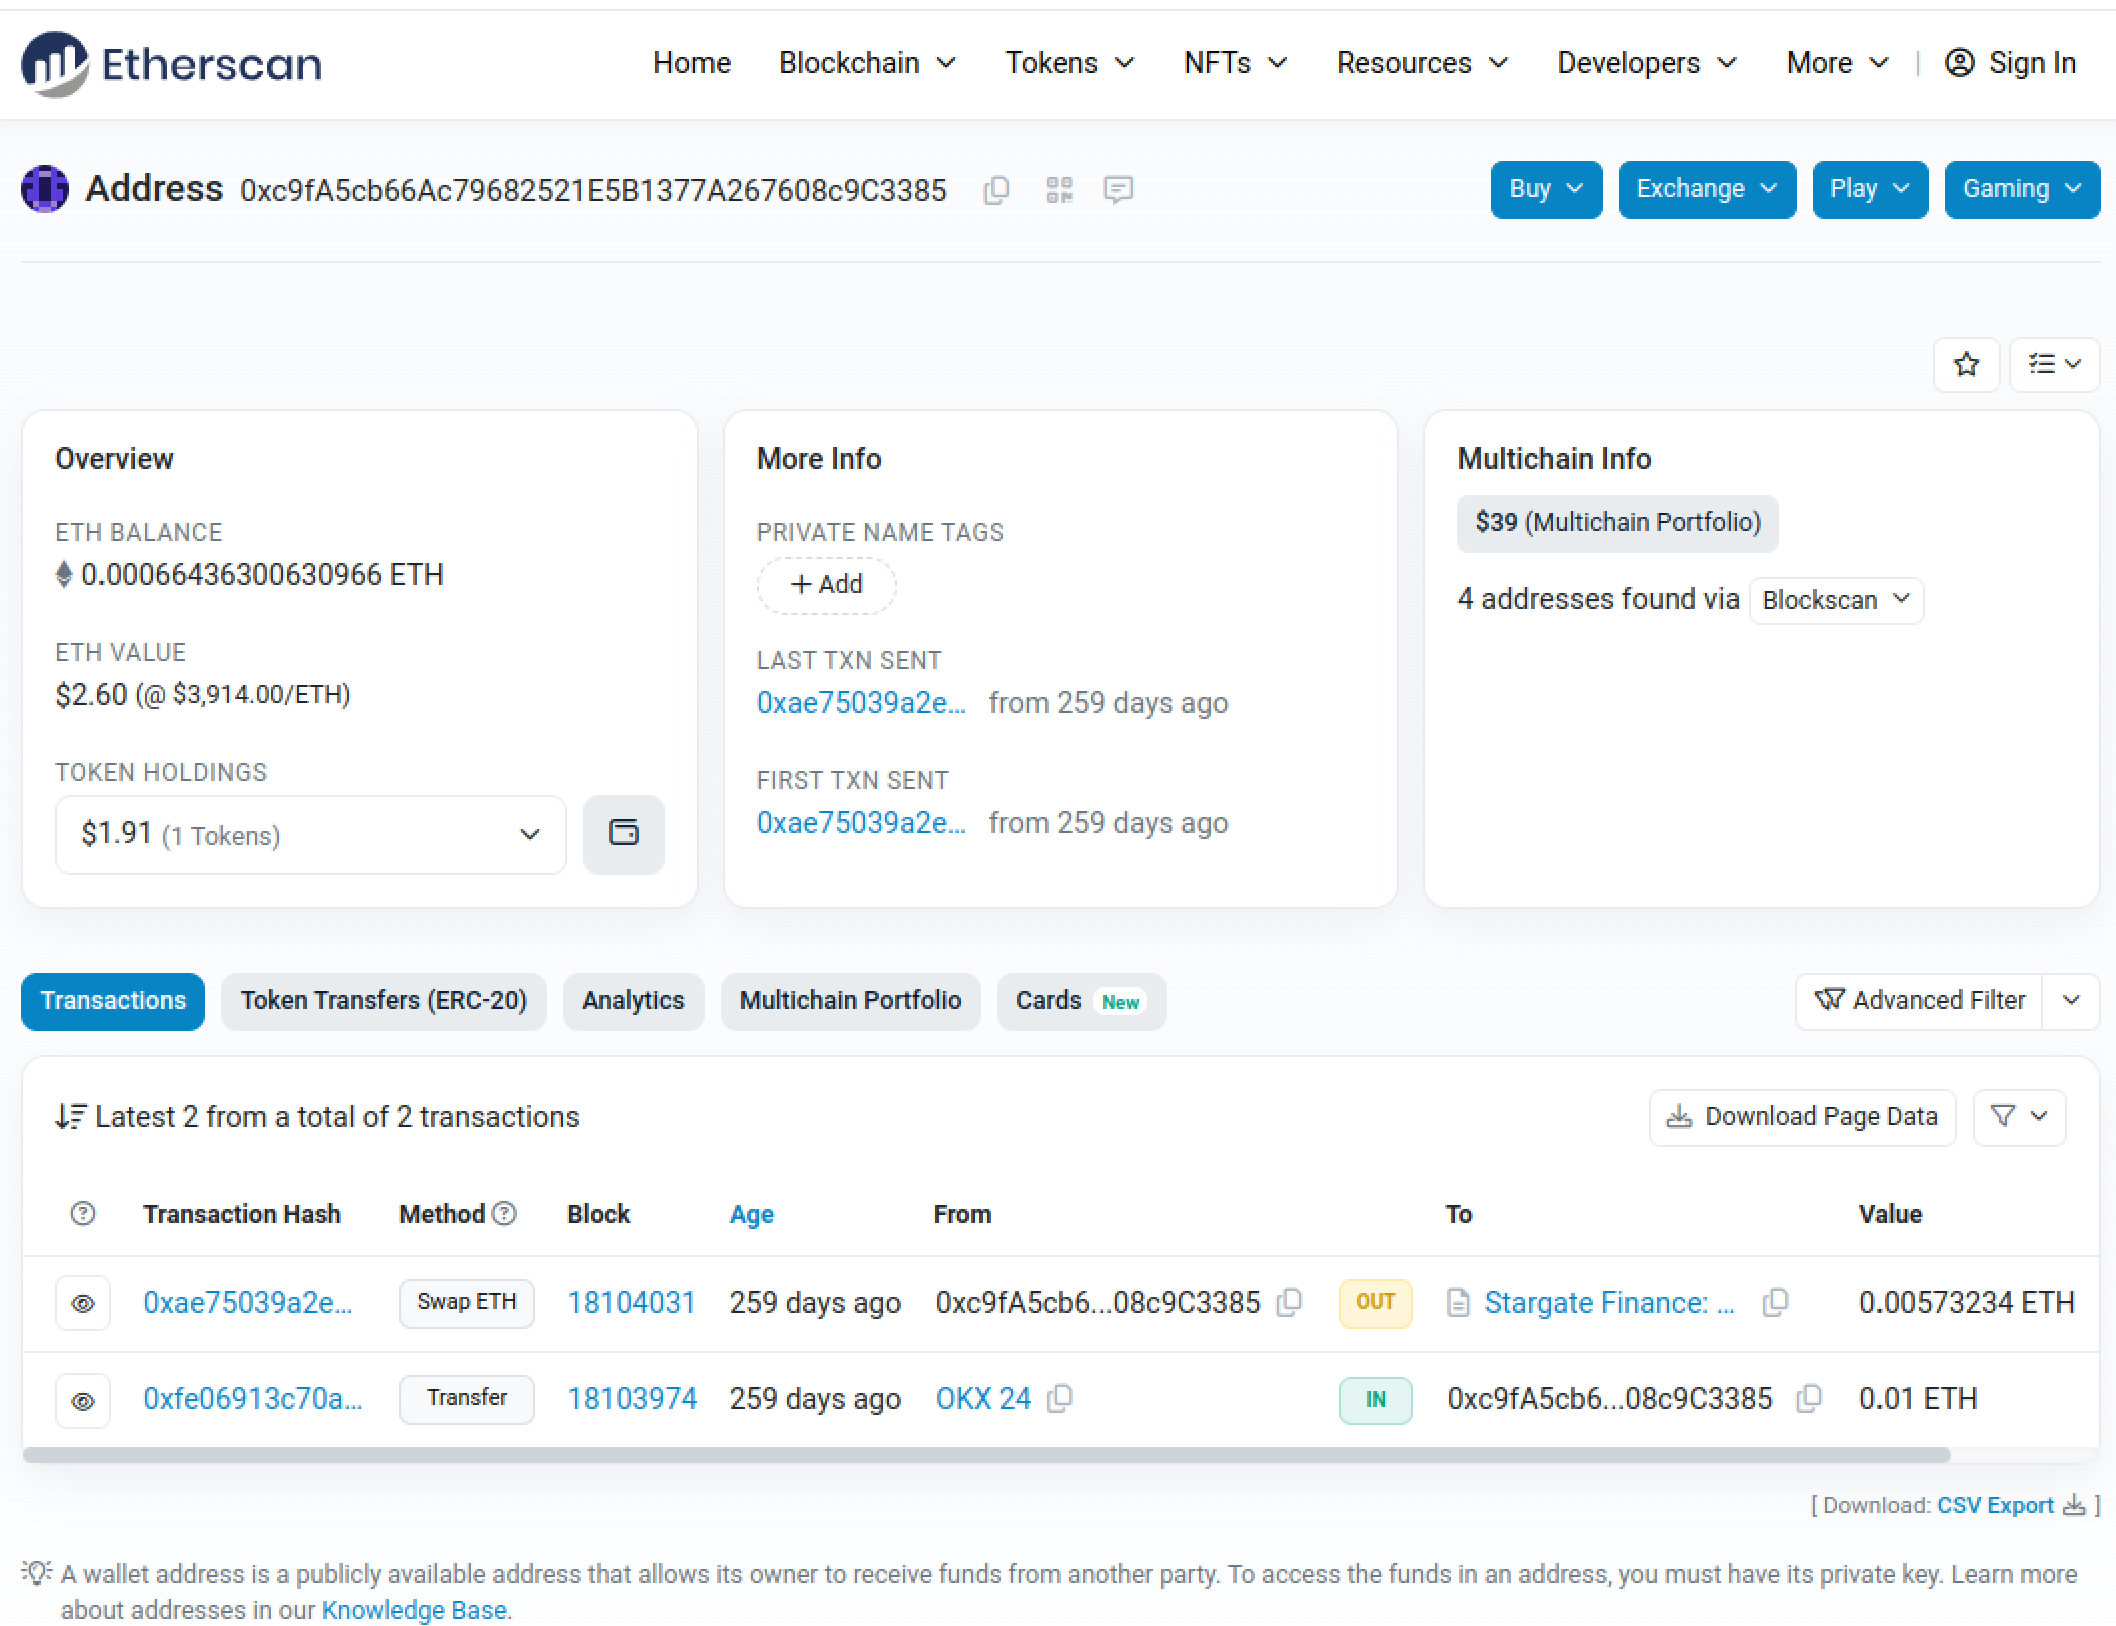 Etherscan
Home Blockchain Tokens NFTs Resources Developers More | Sign In
Address 0xc9fA5cb66Ac79682521E5B1377A267608c9C3385
Buy Exchange Play Gaming
Overview
ETH BALANCE
0.00066436300630966 ETH
ETH VALUE
$2.60 (@ $3,914.00/ETH)
TOKEN HOLDINGS
$1.91 (1 Tokens)
More Info
PRIVATE NAME TAGS
+ Add
LAST TXN SENT
0xae75039a2e... from 259 days ago
FIRST TXN SENT
0xae75039a2e... from 259 days ago
Multichain Info
$39 (Multichain Portfolio)
4 addresses found via Blockscan
Transactions Token Transfers (ERC-20) Analytics Multichain Portfolio Cards New
Advanced Filter
Latest 2 from a total of 2 transactions
Download Page Data
Transaction Hash Method Block Age From To Value
0xae75039a2e... Swap ETH 18104031 259 days ago 0xc9fA5cb6...08c9C3385 OUT Stargate Finance: ... 0.00573234 ETH
0xfe06913c70a... Transfer 18103974 259 days ago OKX 24 IN 0xc9fA5cb6...08c9C3385 0.01 ETH
[ Download: CSV Export ]
A wallet address is a publicly available address that allows its owner to receive funds from another party. To access the funds in an address, you must have its private key. Learn more
about addresses in our Knowledge Base.